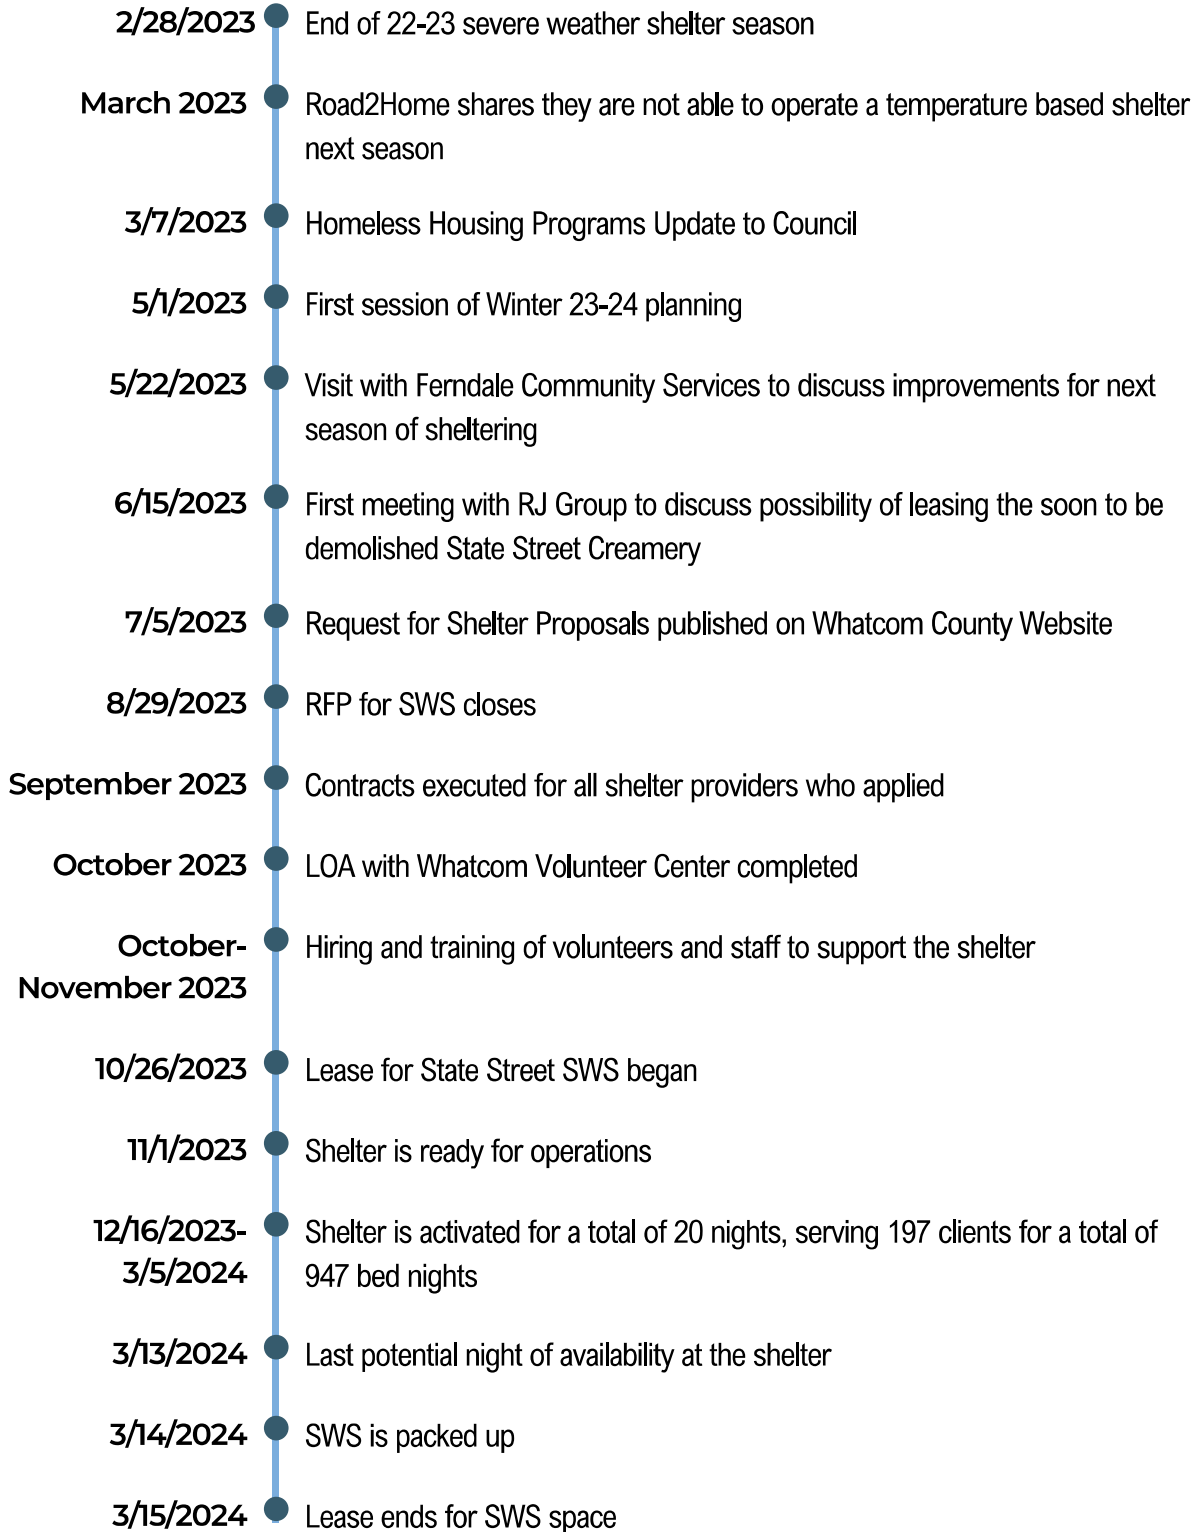 2/28/2023 End of 22-23 severe weather shelter season
March 2023 Road2Home shares they are not able to operate a temperature based shelter
next season
3/7/2023 Homeless Housing Programs Update to Council
5/1/2023 First session of Winter 23-24 planning
5/22/2023 Visit with Ferndale Community Services to discuss improvements for next
season of sheltering
6/15/2023 First meeting with RJ Group to discuss possibility of leasing the soon to be
demolished State Street Creamery
7/5/2023 Request for Shelter Proposals published on Whatcom County Website
8/29/2023 RFP for SWS closes
September 2023 Contracts executed for all shelter providers who applied
October 2023 LOA with Whatcom Volunteer Center completed
October- Hiring and training of volunteers and staff to support the shelter
November 2023
10/26/2023 Lease for State Street SWS began
11/1/2023 Shelter is ready for operations
12/16/2023- Shelter is activated for a total of 20 nights, serving 197 clients for a total of
3/5/2024 947 bed nights
3/13/2024 Last potential night of availability at the shelter
3/14/2024 SWS is packed up
3/15/2024 Lease ends for SWS space